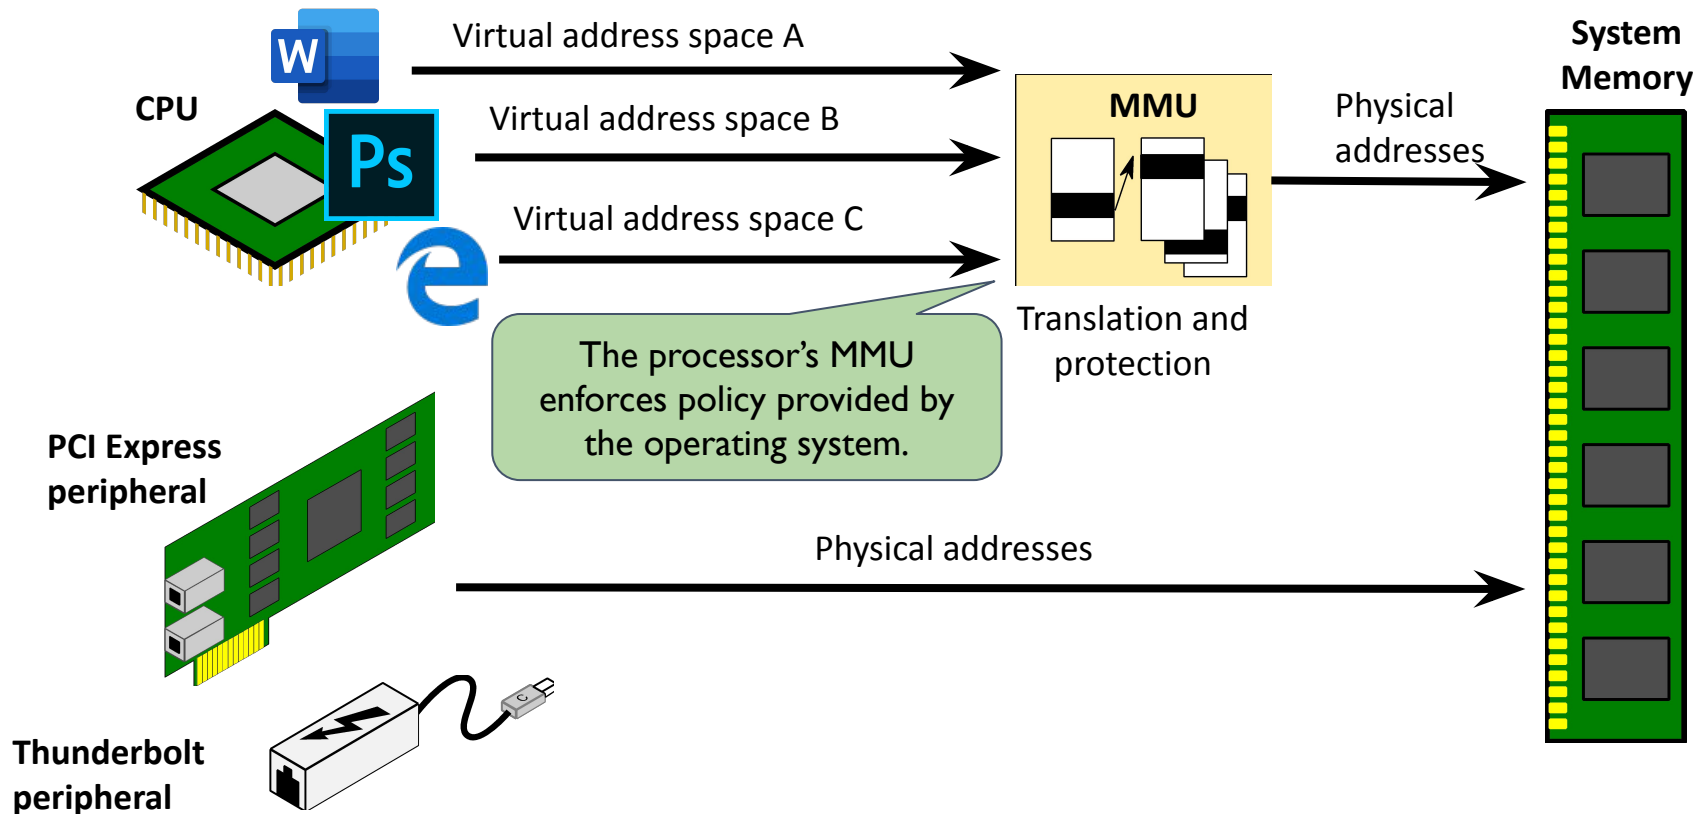 System
Memory
Virtual address space A
W
CPU
MMU
Physical
addresses
Virtual address space B
Ps
Virtual address space C
Translation and
protection
The processor’s MMU
enforces policy provided by
the operating system.
PCI Express
peripheral
Physical addresses
C
Thunderbolt
peripheral